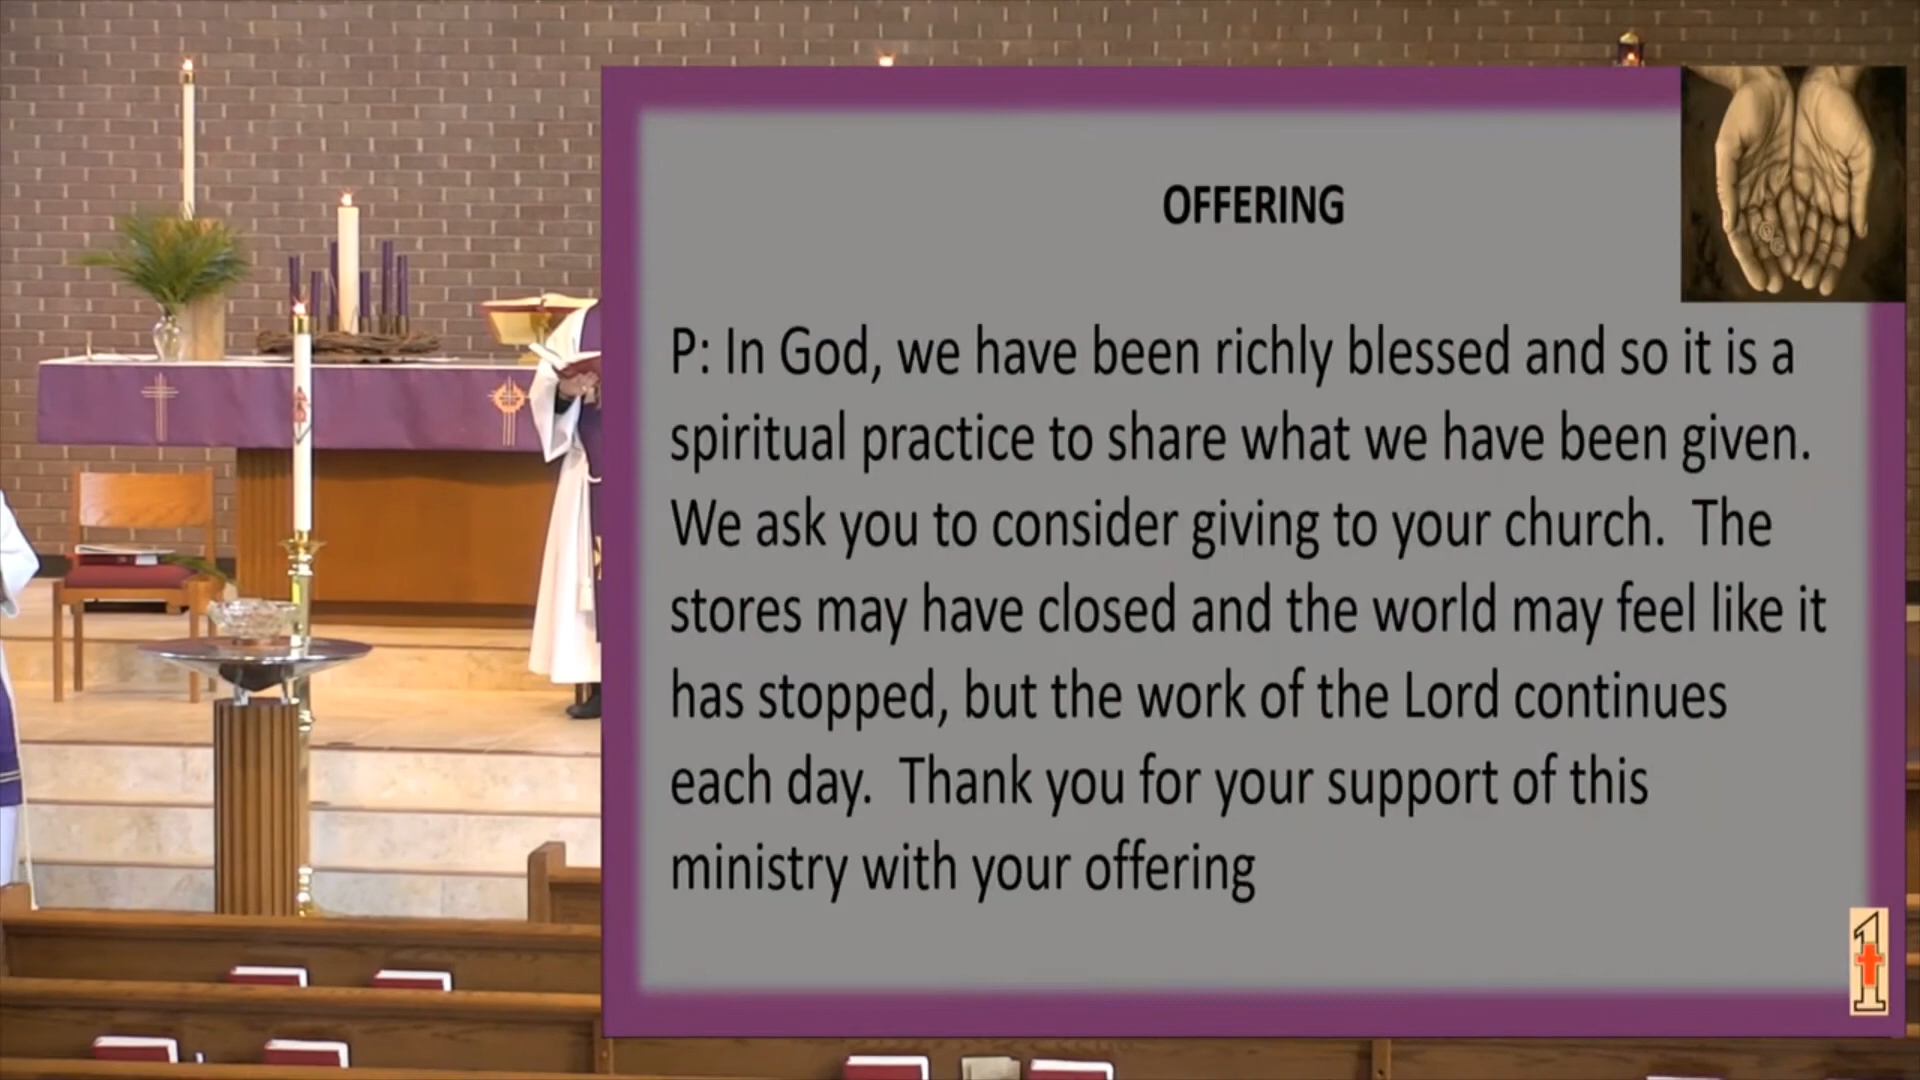 OFFERING
P: In God, we have been richly blessed and so it is a
spiritual practice to share what we have been given.
We ask you to consider giving to your church.  The
stores may have closed and the world may feel like it
has stopped, but the work of the Lord continues
each day.  Thank you for your support of this
ministry with your offering
1